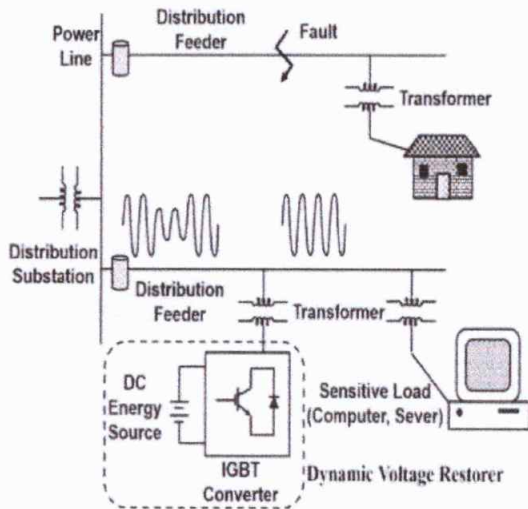 Distribution
Feeder
Power
Line
Fault
Transformer
Distribution
Substation
Distribution
Feeder
Transformer
DC
Energy
Source
IGBT
Converter
Sensitive Load
(Computer, Sever)
Dynamic Voltage Restorer